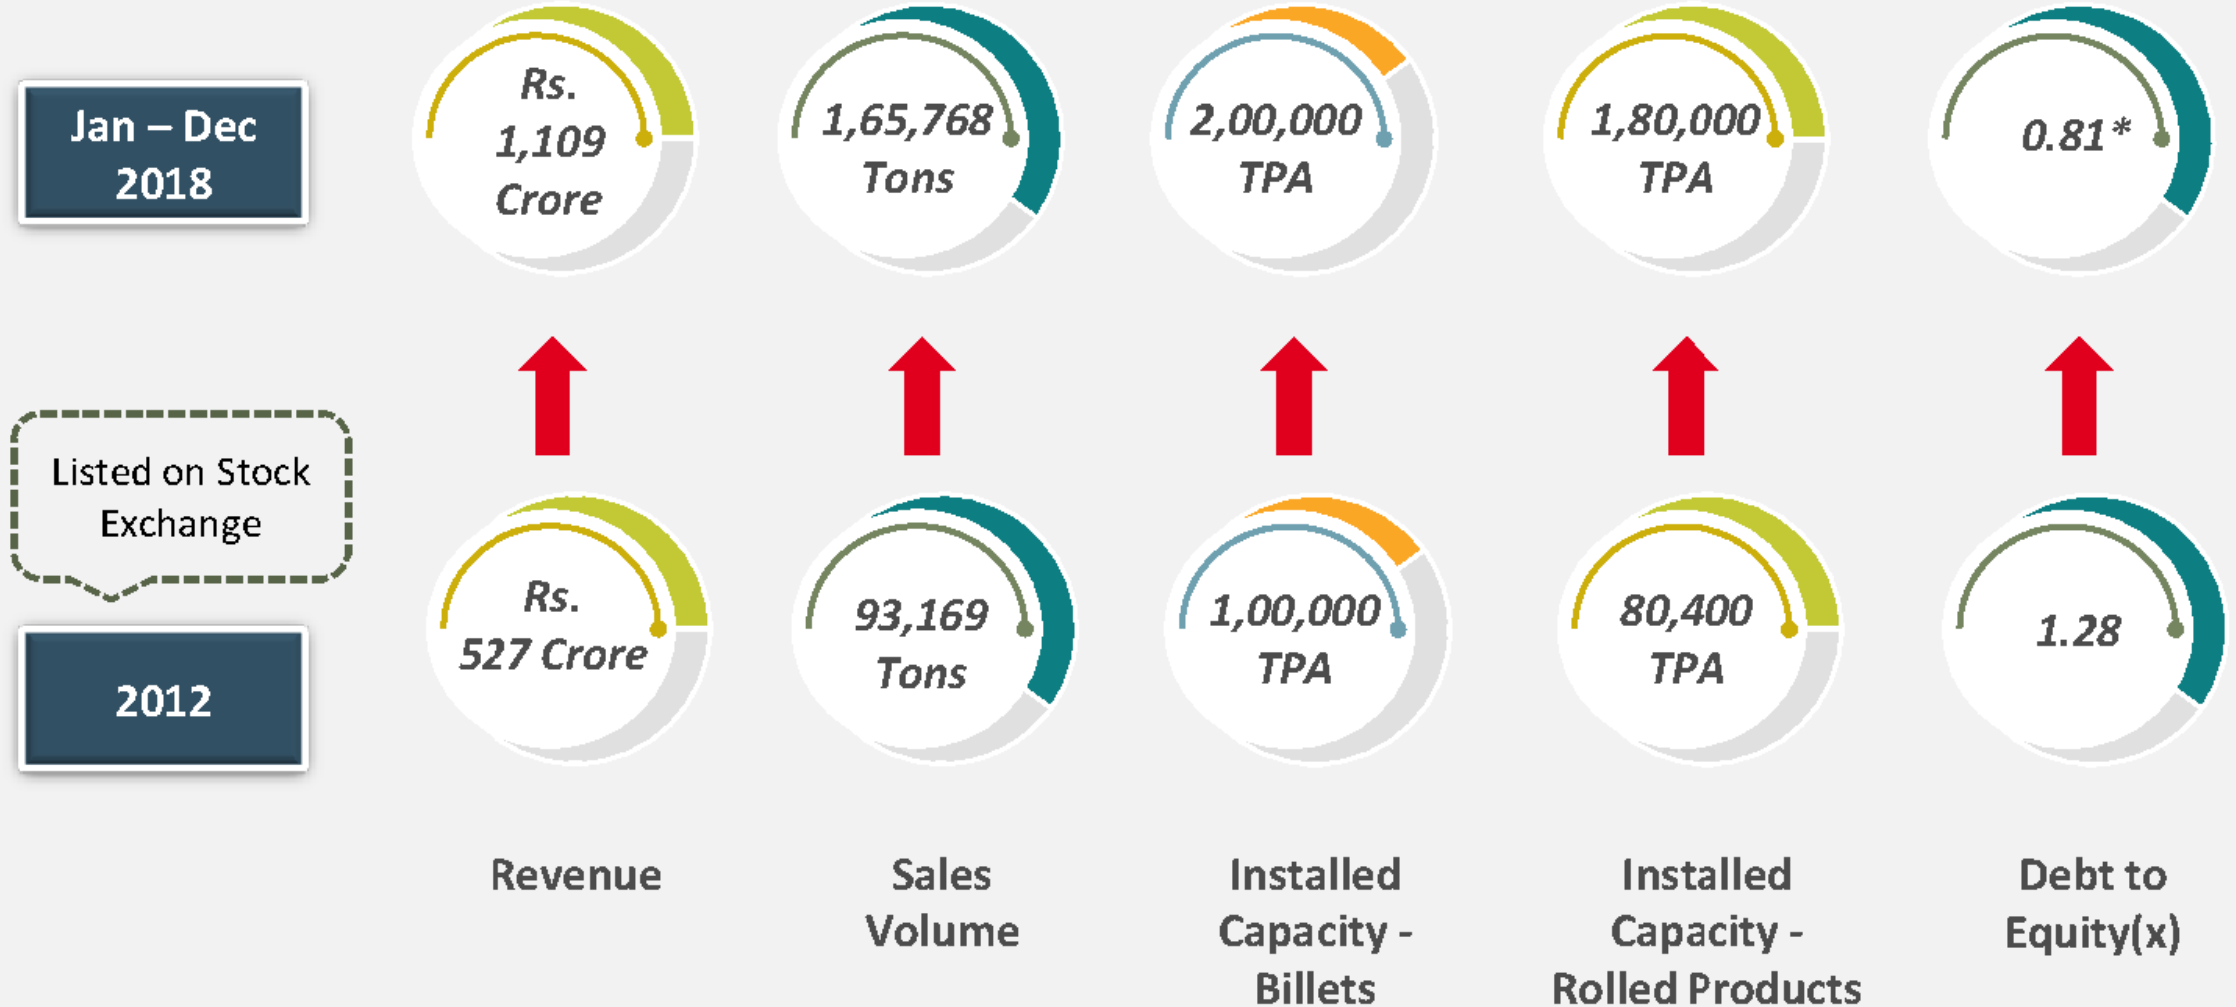 Jan – Dec
2018
Rs.
1,109
Crore
1,65,768
Tons
2,00,000
TPA
1,80,000
TPA
0.81*
Listed on Stock
Exchange
2012
Rs.
527 Crore
93,169
Tons
1,00,000
TPA
80,400
TPA
1.28
Revenue
Sales
Volume
Installed
Capacity -
Billets
Installed
Capacity -
Rolled Products
Debt to
Equity(x)